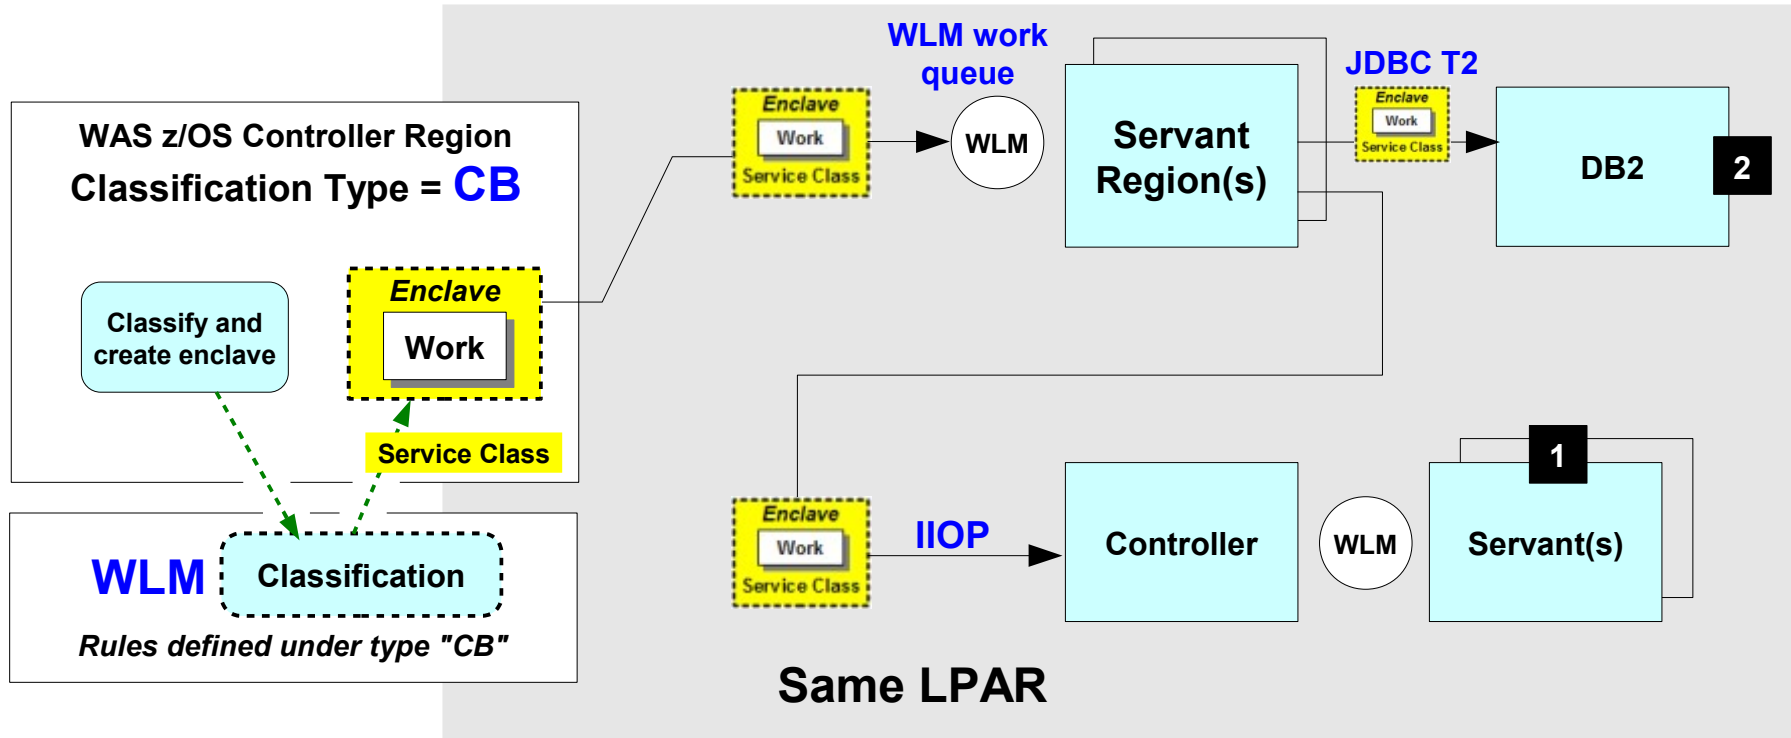 WAS z/OS Controller Region
Classification Type = CB
Classify and
create enclave
Enclave
Work
Service Class
WLM
Classification
Rules defined under type "CB"
Enclave
Work
Service Class
WLM work
queue
WLM
Servant
Region(s)
JDBC T2
Enclave
Work
Service Class
DB2
2
Enclave
Work
Service Class
IIOP
Controller
WLM
1
Servant(s)
Same LPAR